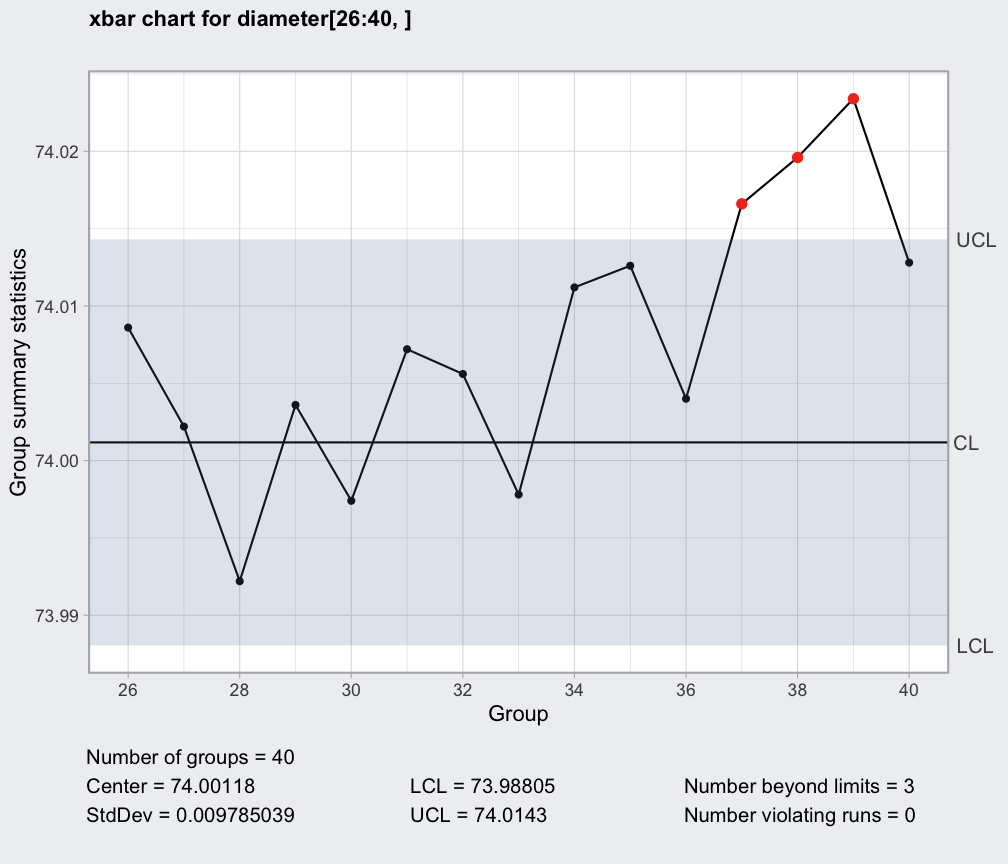 xbar chart for diameter[26:40, ]
Group summary statistics
74.02
74.01
74.00
73.99
UCL
CL
LCL
26 28 30 32 34 36 38 40
Group
Number of groups = 40
Center = 74.00118 LCL = 73.98805 Number beyond limits = 3
StdDev = 0.009785039 UCL = 74.0143 Number violating runs = 0